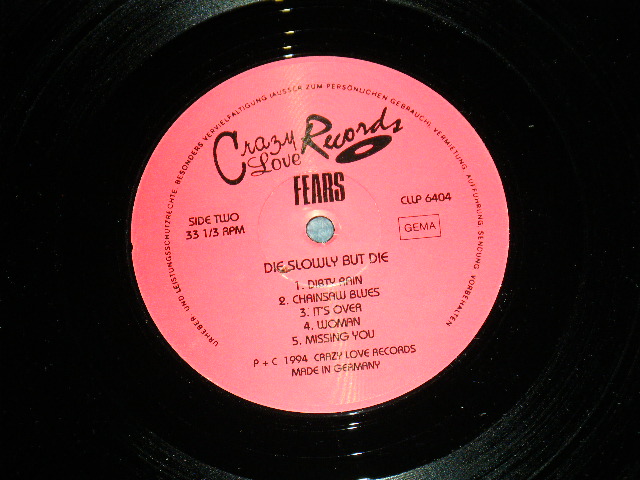 URHEBER UND LEISTUNGSSCHUTZRECHTE BESONDERS VERVIELFÄLTIGUNG (AUSSER ZUM PERSÖNLICHEN GEBRAUCH), VERMIETUNG, AUFFÜHRUNG, SENDUNG VORBEHALTEN
Crazy Love Records
FEARS
SIDE TWO
33 1/3 RPM
CLLP 6404
GEMA
DIE SLOWLY BUT DIE
1. DIRTY RAIN
2. CHAINSAW BLUES
3. IT'S OVER
4. WOMAN
5. MISSING YOU
P + C 1994 CRAZY LOVE RECORDS
MADE IN GERMANY